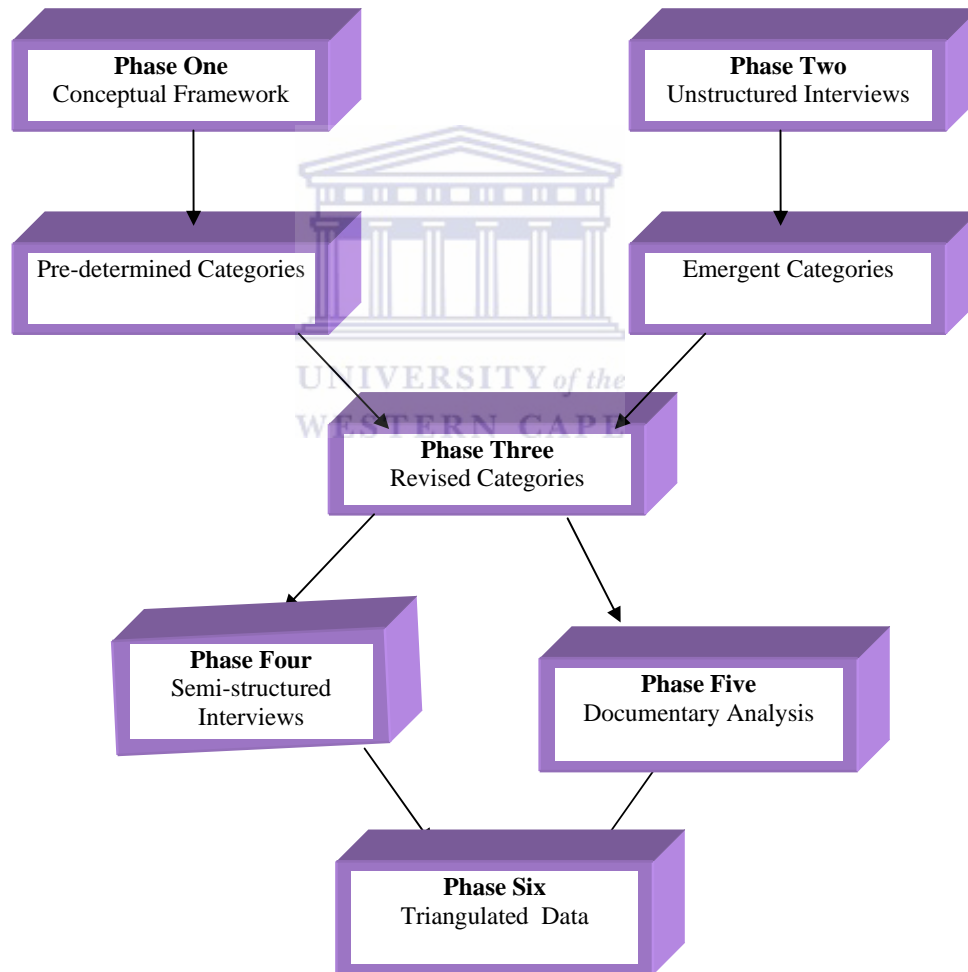 Phase One
Conceptual Framework
Phase Two
Unstructured Interviews
Pre-determined Categories
Emergent Categories
UNIVERSITY of the
WESTERN CAPE
Phase Three
Revised Categories
Phase Four
Semi-structured
Interviews
Phase Five
Documentary Analysis
Phase Six
Triangulated Data